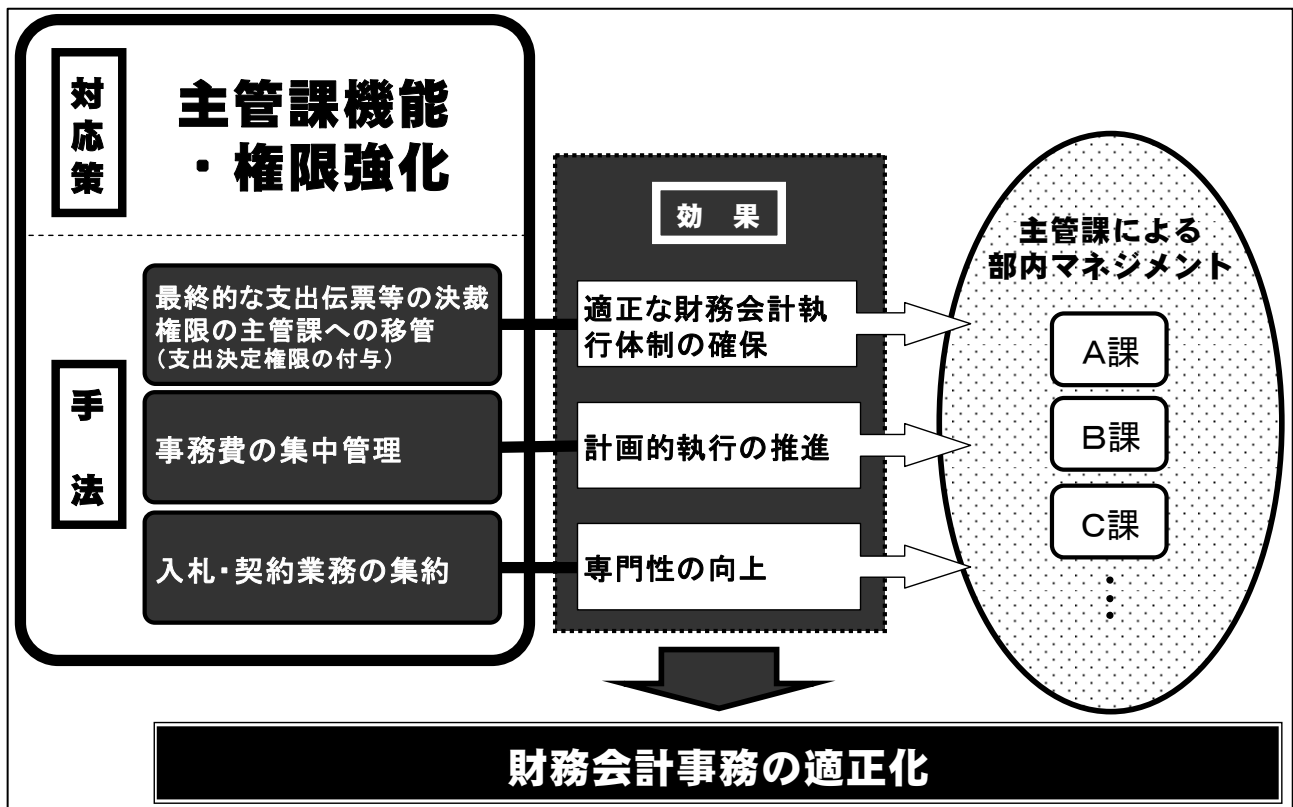 対応策
主管課機能
・権限強化
手法
最終的な支出伝票等の決裁
権限の主管課への移管
(支出決定権限の付与)
事務費の集中管理
入札・契約業務の集約
効 果
適正な財務会計執
行体制の確保
計画的執行の推進
専門性の向上
主管課による
部内マネジメント
A課
B課
C課
・・・
財務会計事務の適正化